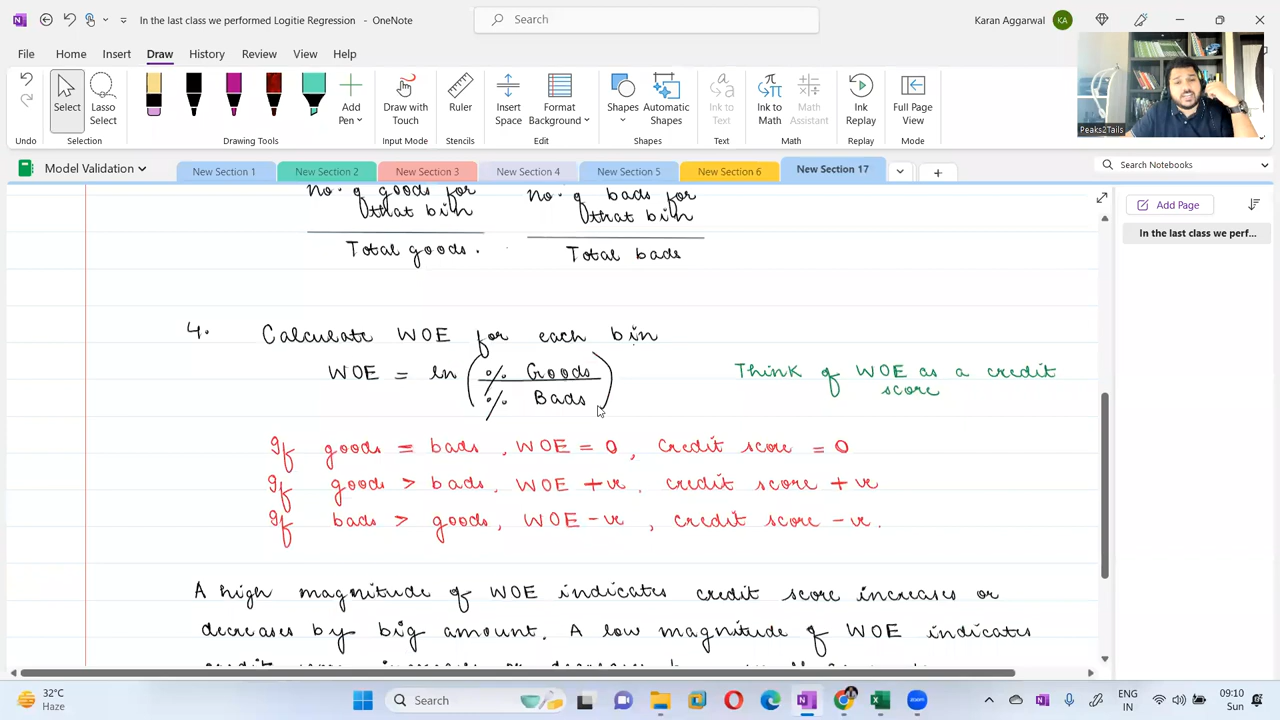 In the last class we performed Logitie Regression - OneNote
Search
Karan Aggarwal
KA
File Home Insert Draw History Review View Help
Undo
Select
Lasso Select
Add Pen
Draw with Touch
Ruler
Insert Space
Format Background
Shapes
Automatic Shapes
Ink to Text
Ink to Math
Math Assistant
Ink Replay
Full Page View
Undo Selection Drawing Tools Input Mode Stencils Edit Shapes Text Math Replay Mode
Peaks2Tails
Model Validation
New Section 1 New Section 2 New Section 3 New Section 4 New Section 5 New Section 6 New Section 17
Search Notebooks
Add Page
In the last class we perf...
No. of goods for that bin
Total goods.
No. of bads for that bin
Total bads
4. Calculate WOE for each bin
WOE = ln ( % Goods / % Bads )
Think of WOE as a credit score
If goods = bads, WOE = 0, Credit score = 0
If goods > bads, WOE +ve, credit score +ve
If bads > goods, WOE -ve, credit score -ve.
A high magnitude of WOE indicates credit score increases or
decreases by big amount. A low magnitude of WOE indicates
32°C
Haze
Search
ENG
IN
09:10
Sun